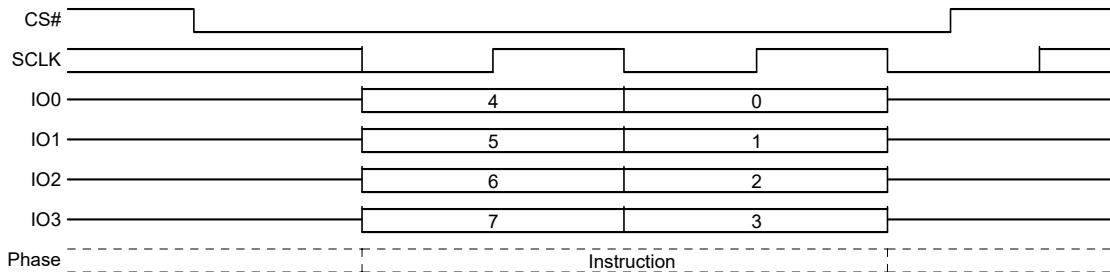 CS#
SCLK
IO0 4 0
IO1 5 1
IO2 6 2
IO3 7 3
Phase Instruction